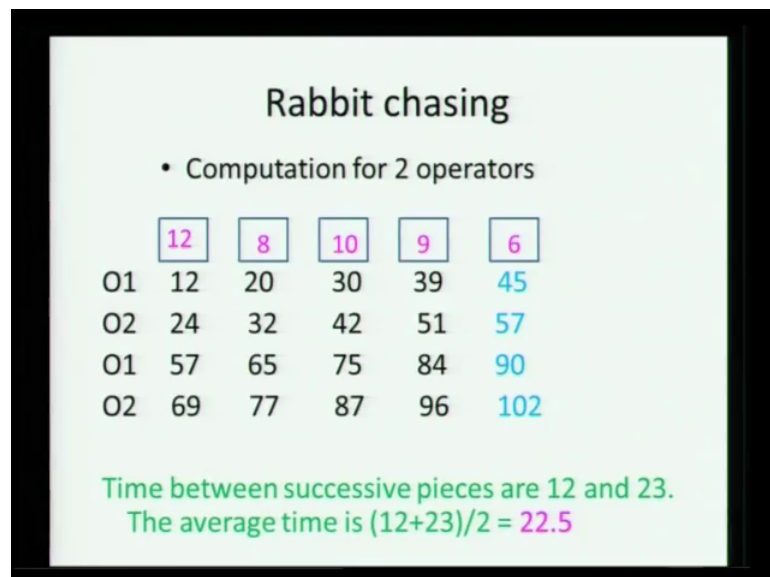 Rabbit chasing
• Computation for 2 operators
12 8 10 9 6
O1 12 20 30 39 45
O2 24 32 42 51 57
O1 57 65 75 84 90
O2 69 77 87 96 102
Time between successive pieces are 12 and 23.
The average time is (12+23)/2 = 22.5